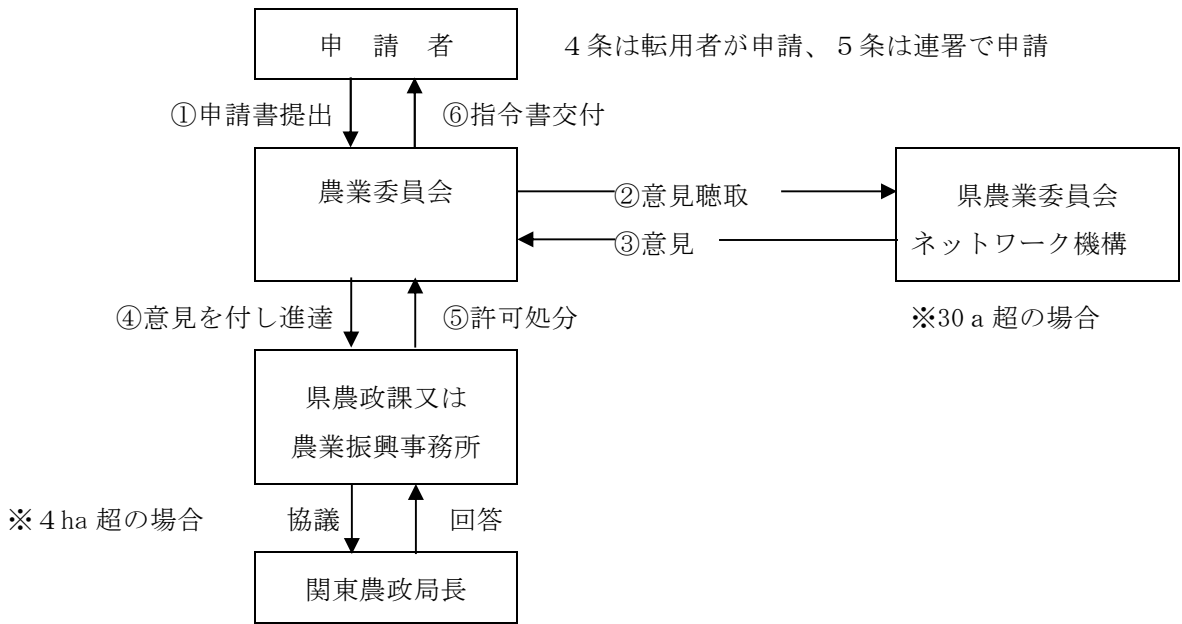 申 請 者
４条は転用者が申請、５条は連署で申請
①申請書提出
⑥指令書交付
農業委員会
②意見聴取
③意見
県農業委員会
ネットワーク機構
④意見を付し進達
⑤許可処分
※30ａ超の場合
県農政課又は
農業振興事務所
※４ha 超の場合
協議
回答
関東農政局長